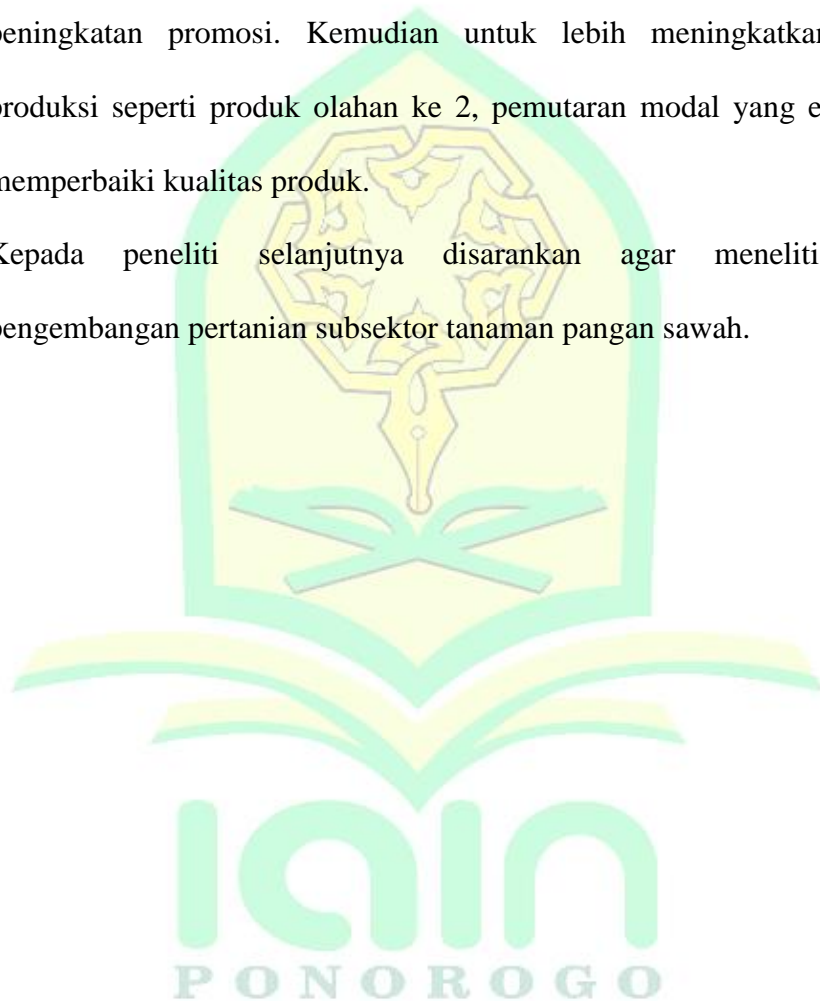 peningkatan promosi. Kemudian untuk lebih meningkatkan
produksi seperti produk olahan ke 2, pemutaran modal yang e
memperbaiki kualitas produk.
Kepada peneliti selanjutnya disarankan agar meneliti
pengembangan pertanian subsektor tanaman pangan sawah.
iain
PONOROGO